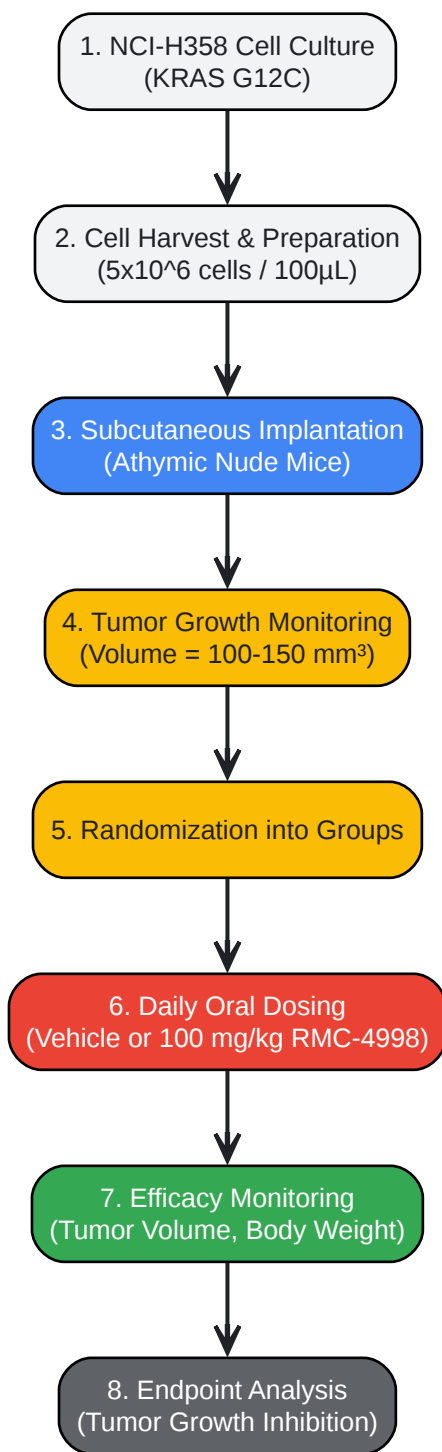 1. NCI-H358 Cell Culture
(KRAS G12C)
2. Cell Harvest & Preparation
(5x10^6 cells / 100µL)
3. Subcutaneous Implantation
(Athymic Nude Mice)
4. Tumor Growth Monitoring
(Volume = 100-150 mm³)
5. Randomization into Groups
6. Daily Oral Dosing
(Vehicle or 100 mg/kg RMC-4998)
7. Efficacy Monitoring
(Tumor Volume, Body Weight)
8. Endpoint Analysis
(Tumor Growth Inhibition)